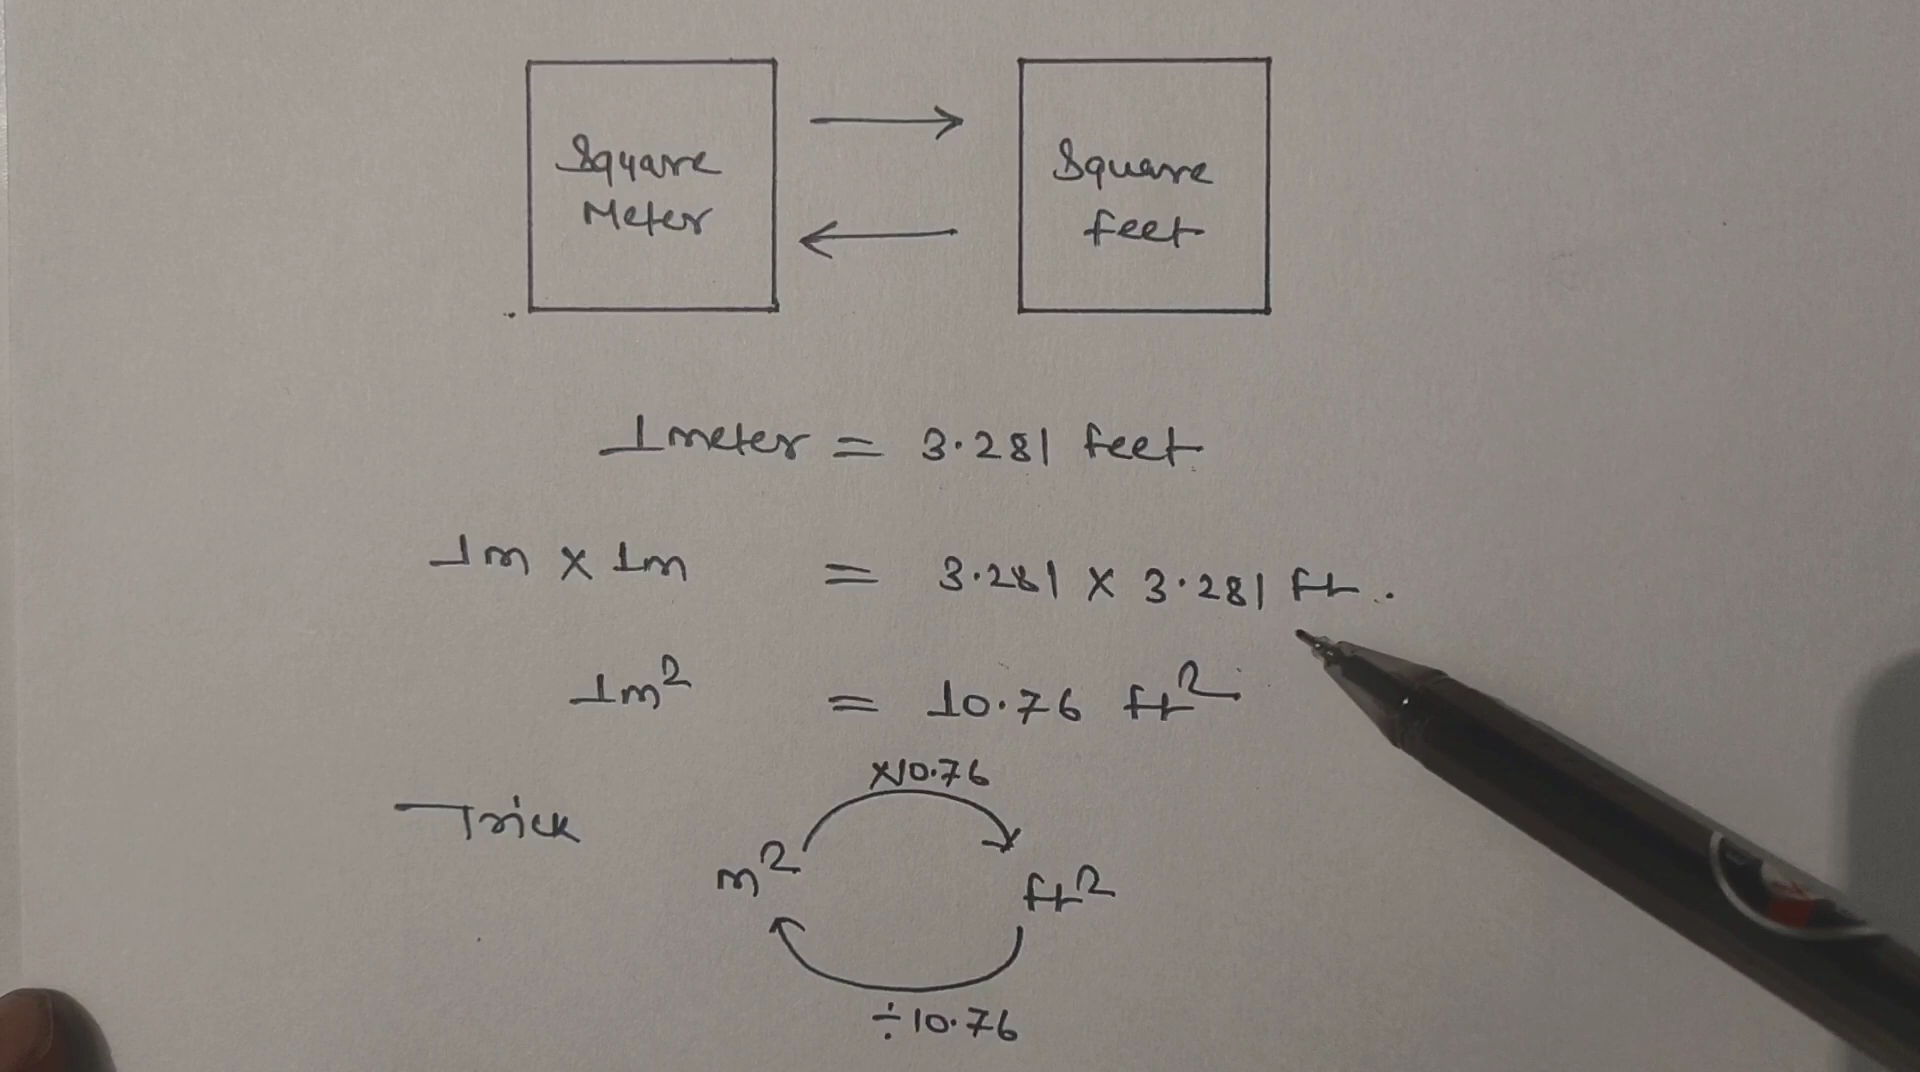 Square
Meter
Square
feet
1 meter = 3.281 feet
1m × 1m = 3.281 × 3.281 ft.
1m² = 10.76 ft²
Trick
×10.76
m²
ft²
÷10.76